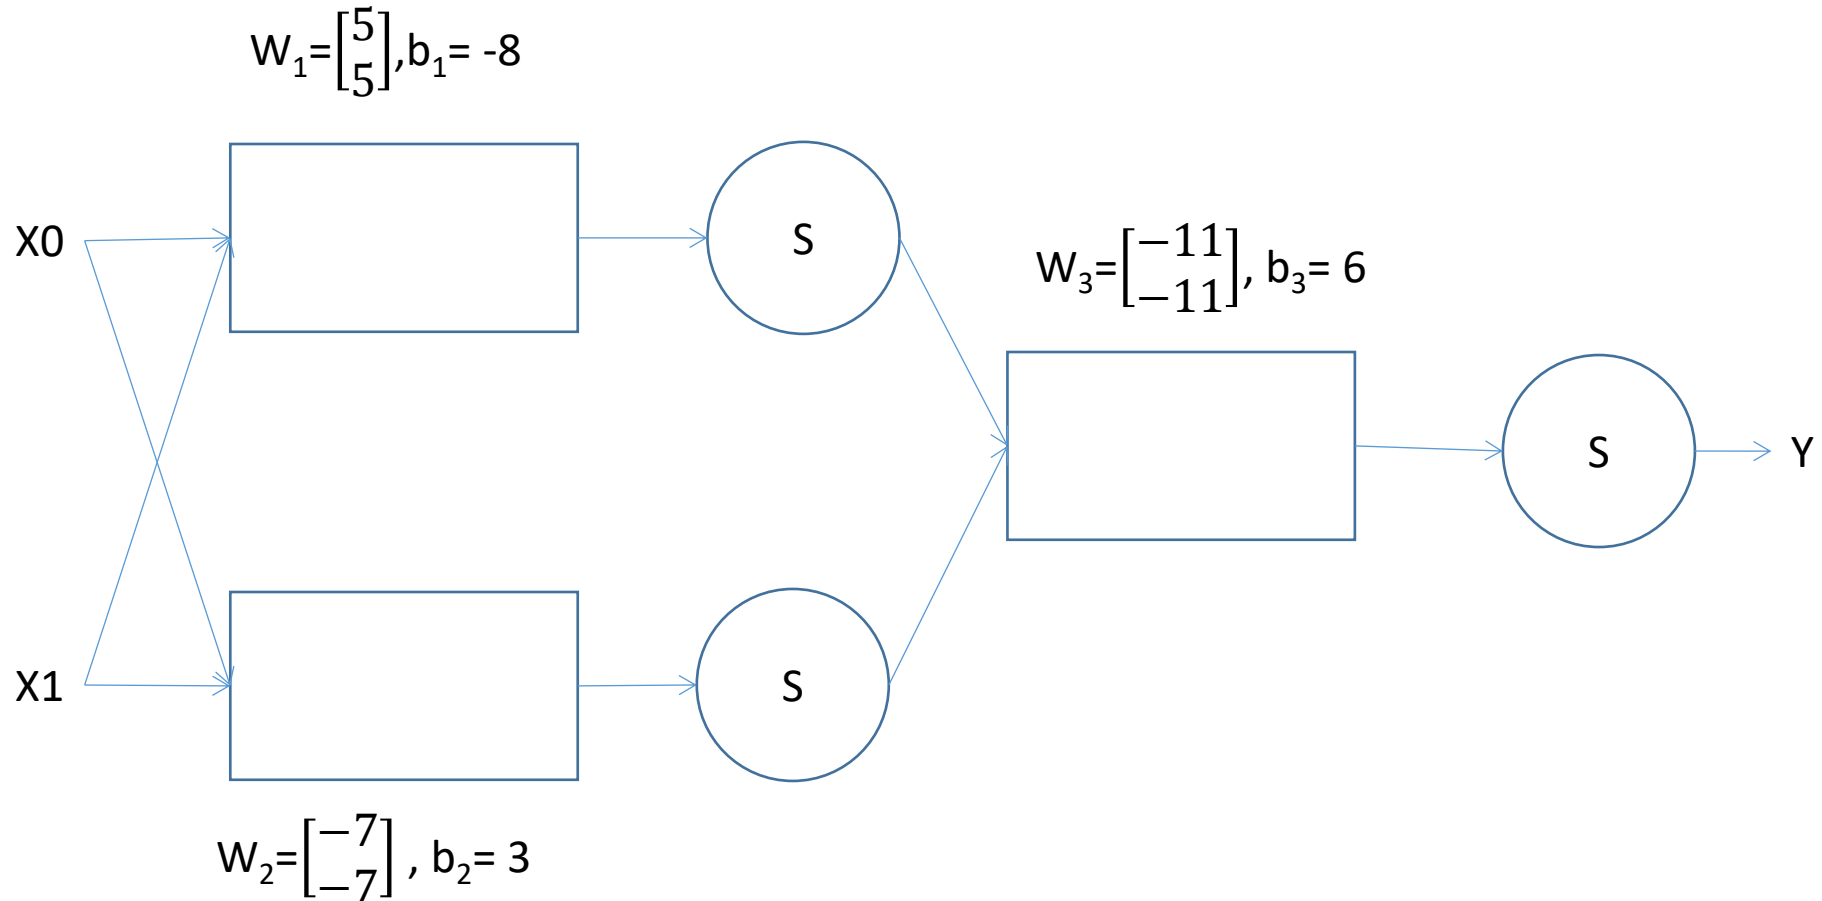 W₁=[5 5],b₁= -8
X0
S
W₃=[−11 −11], b₃= 6
S
Y
X1
S
W₂=[−7 −7] , b₂= 3